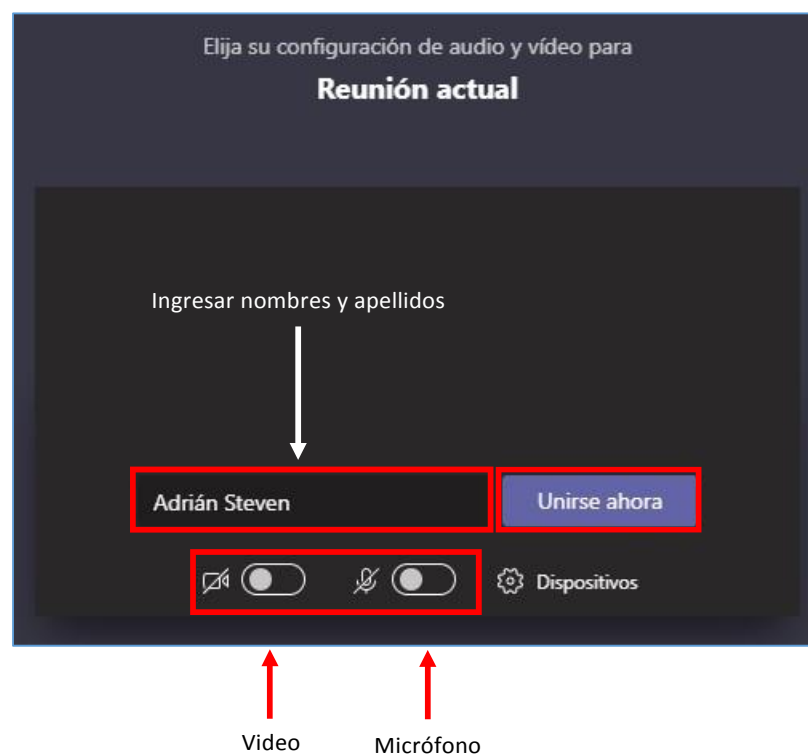 Elija su configuración de audio y vídeo para
Reunión actual
Ingresar nombres y apellidos
Adrián Steven
Unirse ahora
Dispositivos
Video
Micrófono